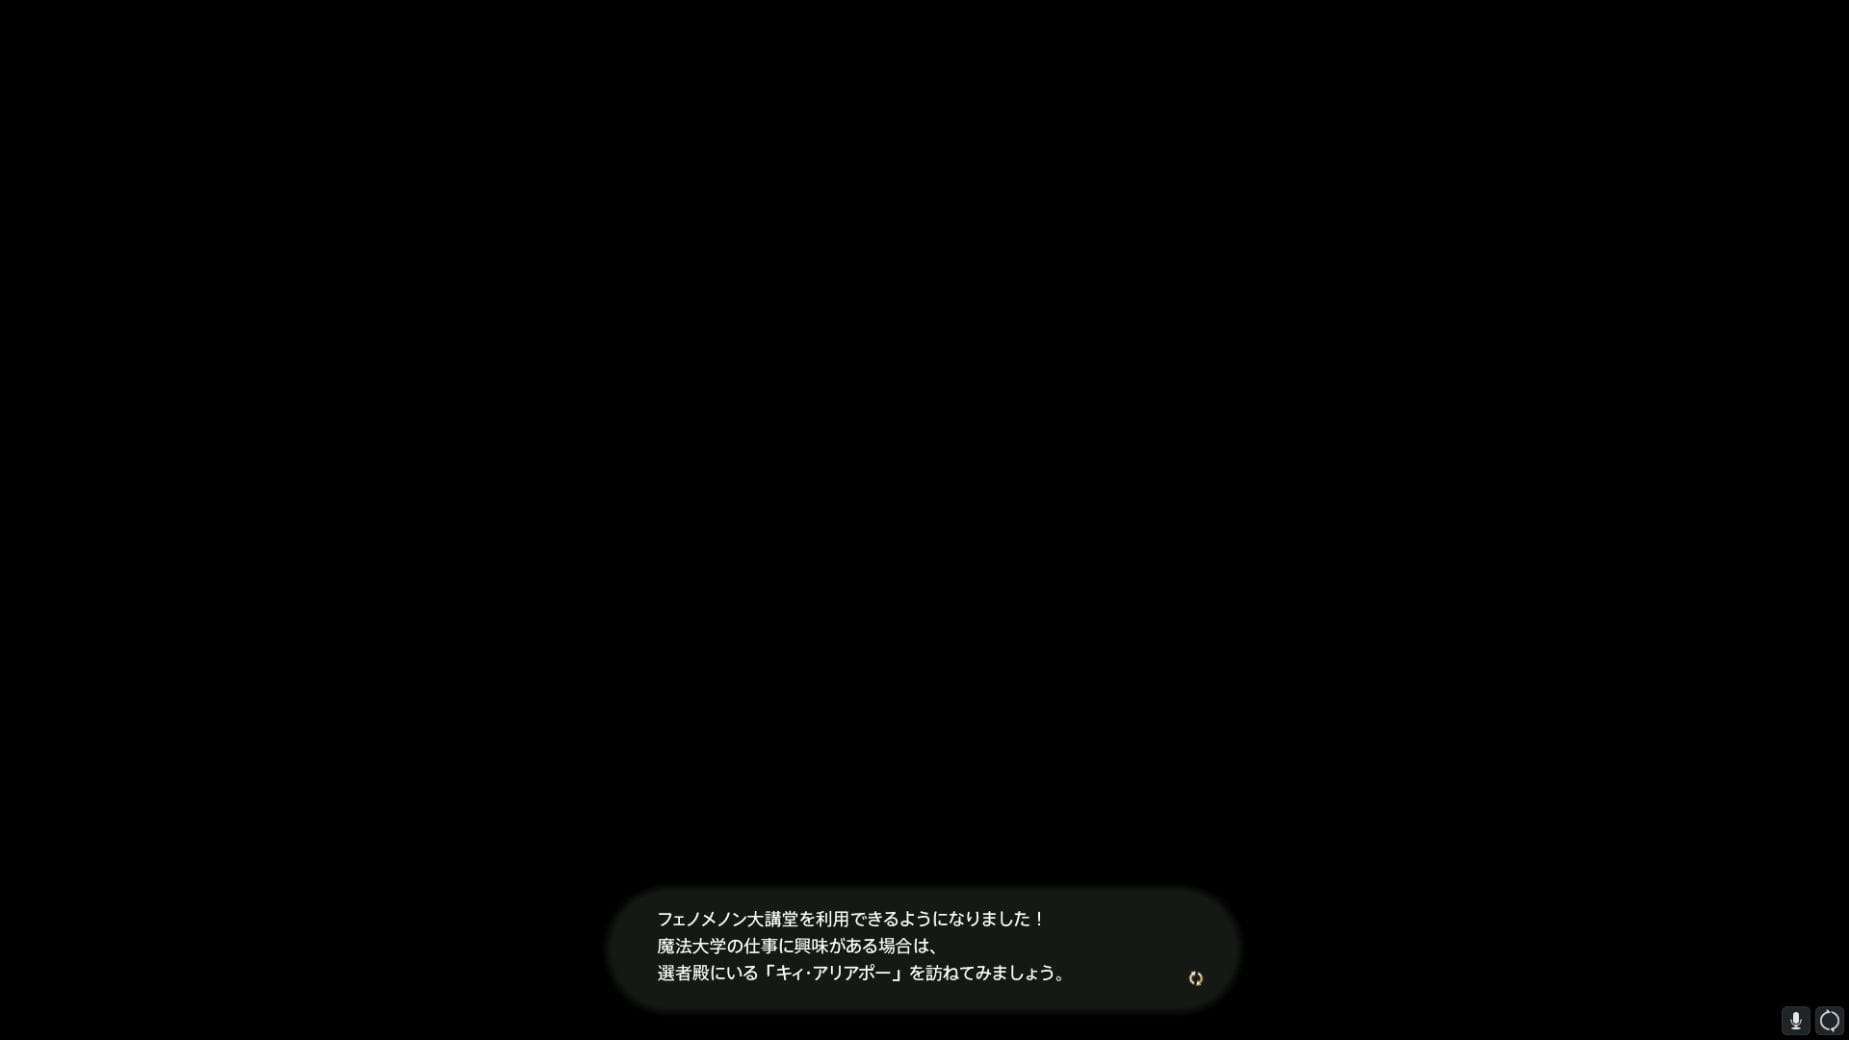 フェノメノン大講堂を利用できるようになりました！
魔法大学の仕事に興味がある場合は、
選者殿にいる「キィ・アリアポー」を訪ねてみましょう。